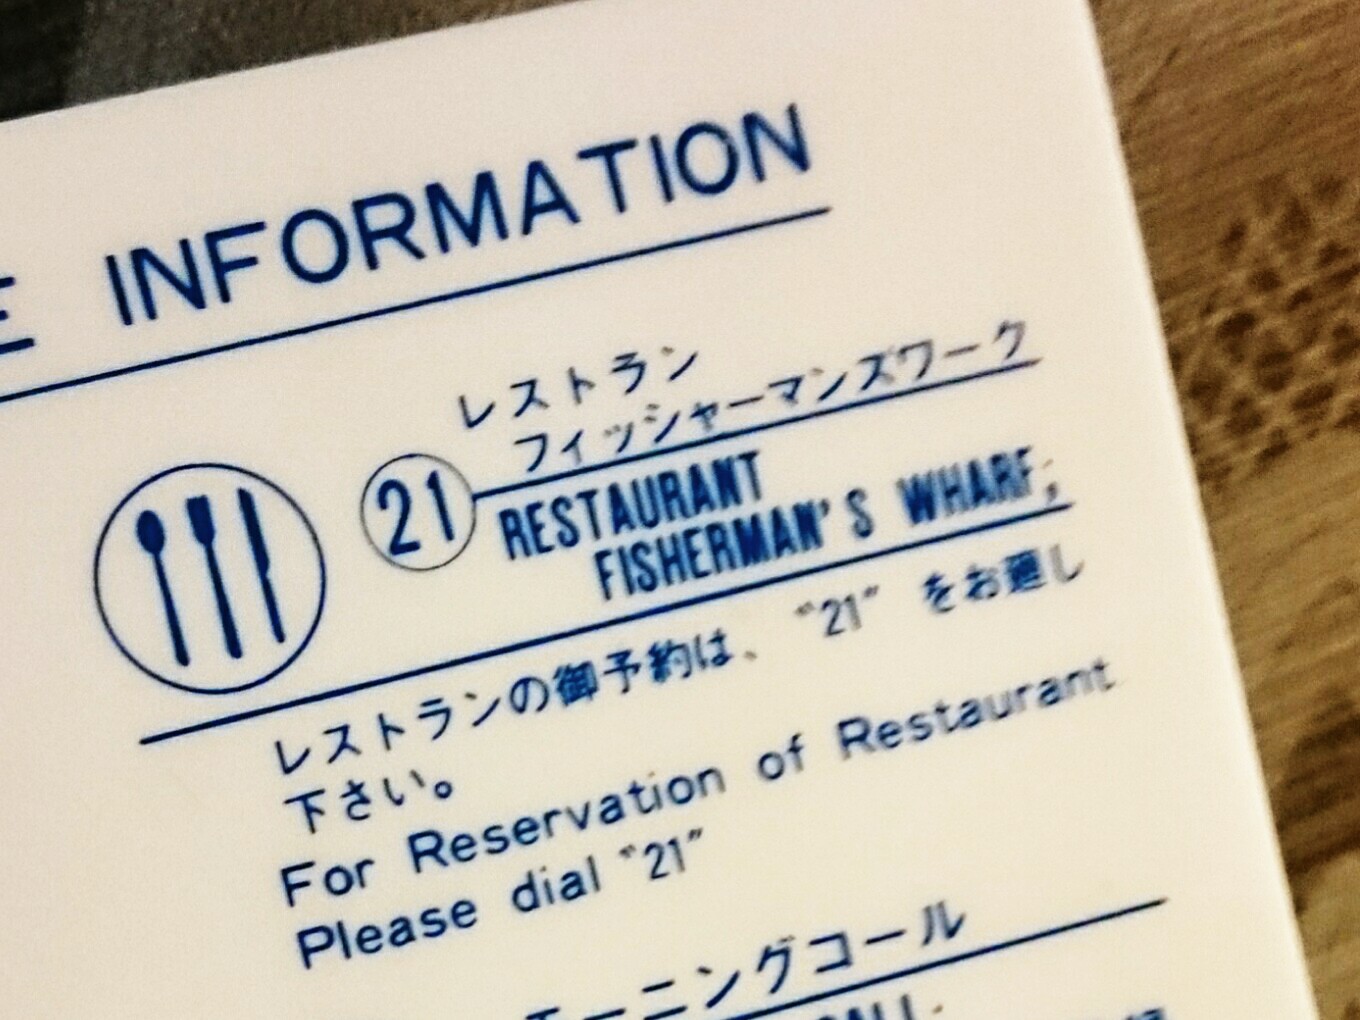 INFORMATION
レストラン
フィッシャーマンズワーク
21
RESTAURANT
FISHERMAN'S WHARF;
レストランの御予約は、“21” をお廻し
下さい。
For Reservation of Restaurant
Please dial “21”
モーニングコール
CALL